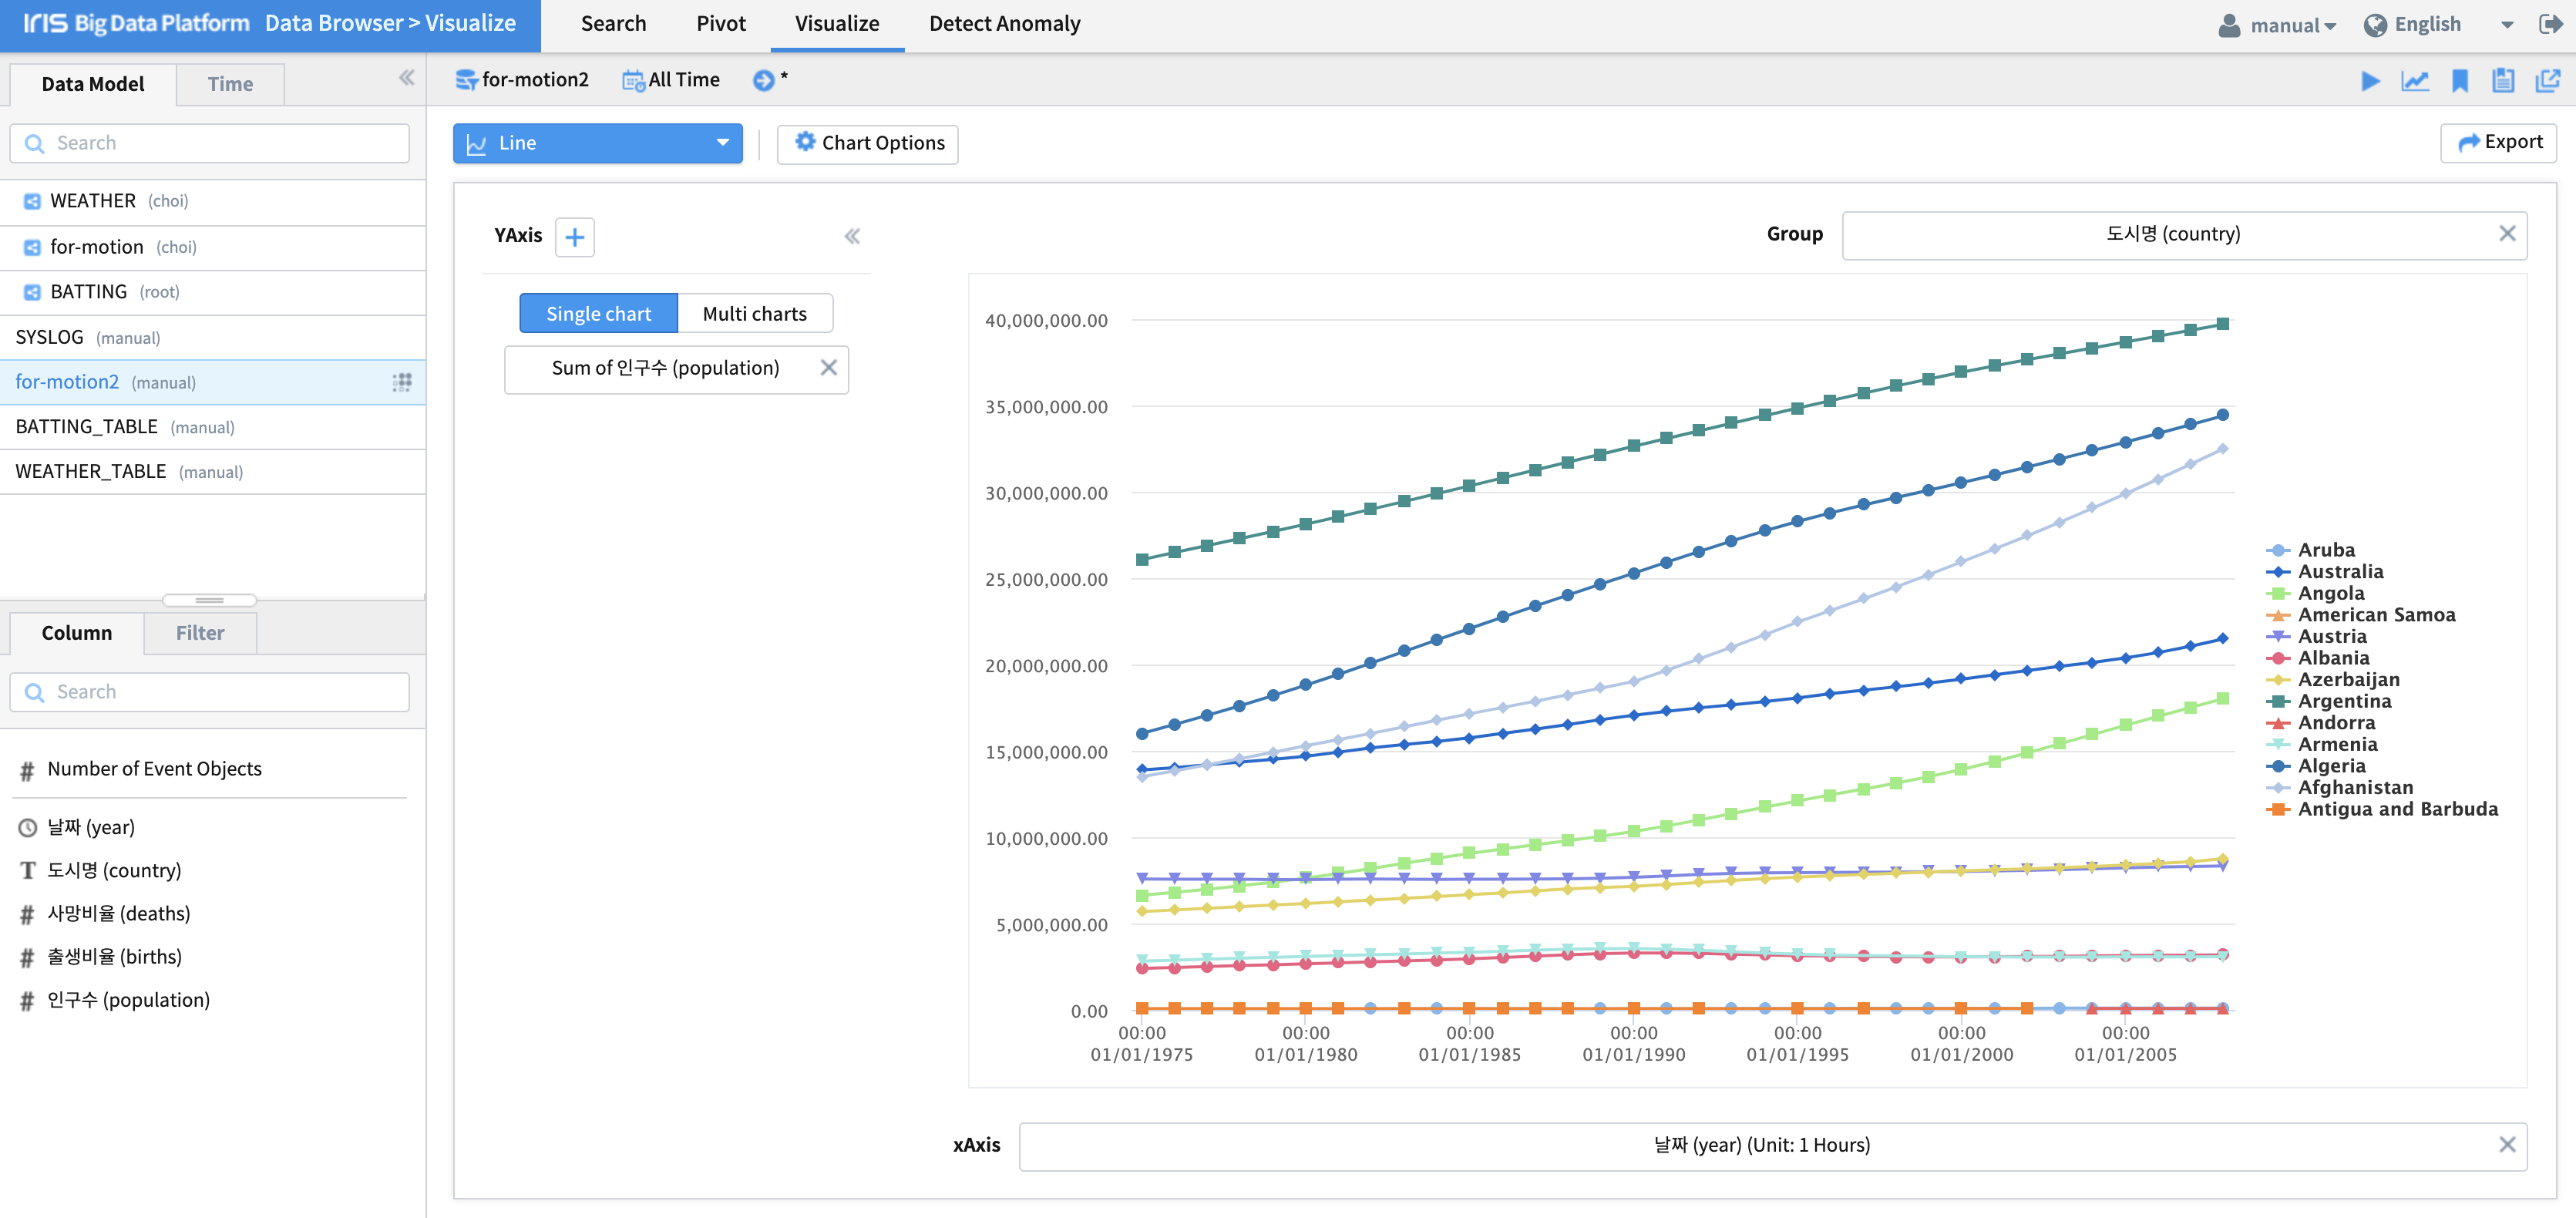 IRIS Big Data Platform Data Browser > Visualize
Search Pivot Visualize Detect Anomaly
manual English
Data Model Time
for-motion2 All Time *
Search
WEATHER (choi)
for-motion (choi)
BATTING (root)
SYSLOG (manual)
for-motion2 (manual)
BATTING_TABLE (manual)
WEATHER_TABLE (manual)
Column Filter
Search
# Number of Event Objects
날짜 (year)
T 도시명 (country)
# 사망비율 (deaths)
# 출생비율 (births)
# 인구수 (population)
Line Chart Options Export
YAxis +
Group 도시명 (country)
Single chart Multi charts
Sum of 인구수 (population)
40,000,000.00
35,000,000.00
30,000,000.00
25,000,000.00
20,000,000.00
15,000,000.00
10,000,000.00
5,000,000.00
0.00
00:00 00:00 00:00 00:00 00:00 00:00 00:00
01/01/1975 01/01/1980 01/01/1985 01/01/1990 01/01/1995 01/01/2000 01/01/2005
Aruba
Australia
Angola
American Samoa
Austria
Albania
Azerbaijan
Argentina
Andorra
Armenia
Algeria
Afghanistan
Antigua and Barbuda
xAxis 날짜 (year) (Unit: 1 Hours)